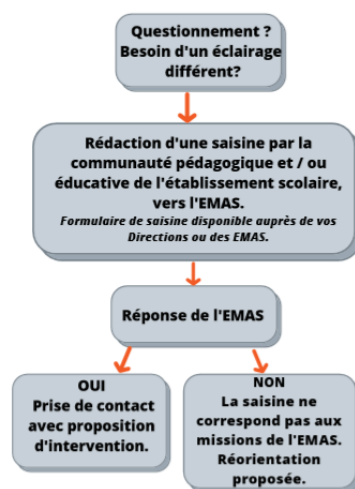 Questionnement ?
Besoin d'un éclairage
différent?
Rédaction d'une saisine par la
communauté pédagogique et / ou
éducative de l'établissement scolaire,
vers l'EMAS.
Formulaire de saisine disponible auprès de vos
Directions ou des EMAS.
Réponse de l'EMAS
OUI
Prise de contact
avec proposition
d'intervention.
NON
La saisine ne
correspond pas aux
missions de l'EMAS.
Réorientation
proposée.